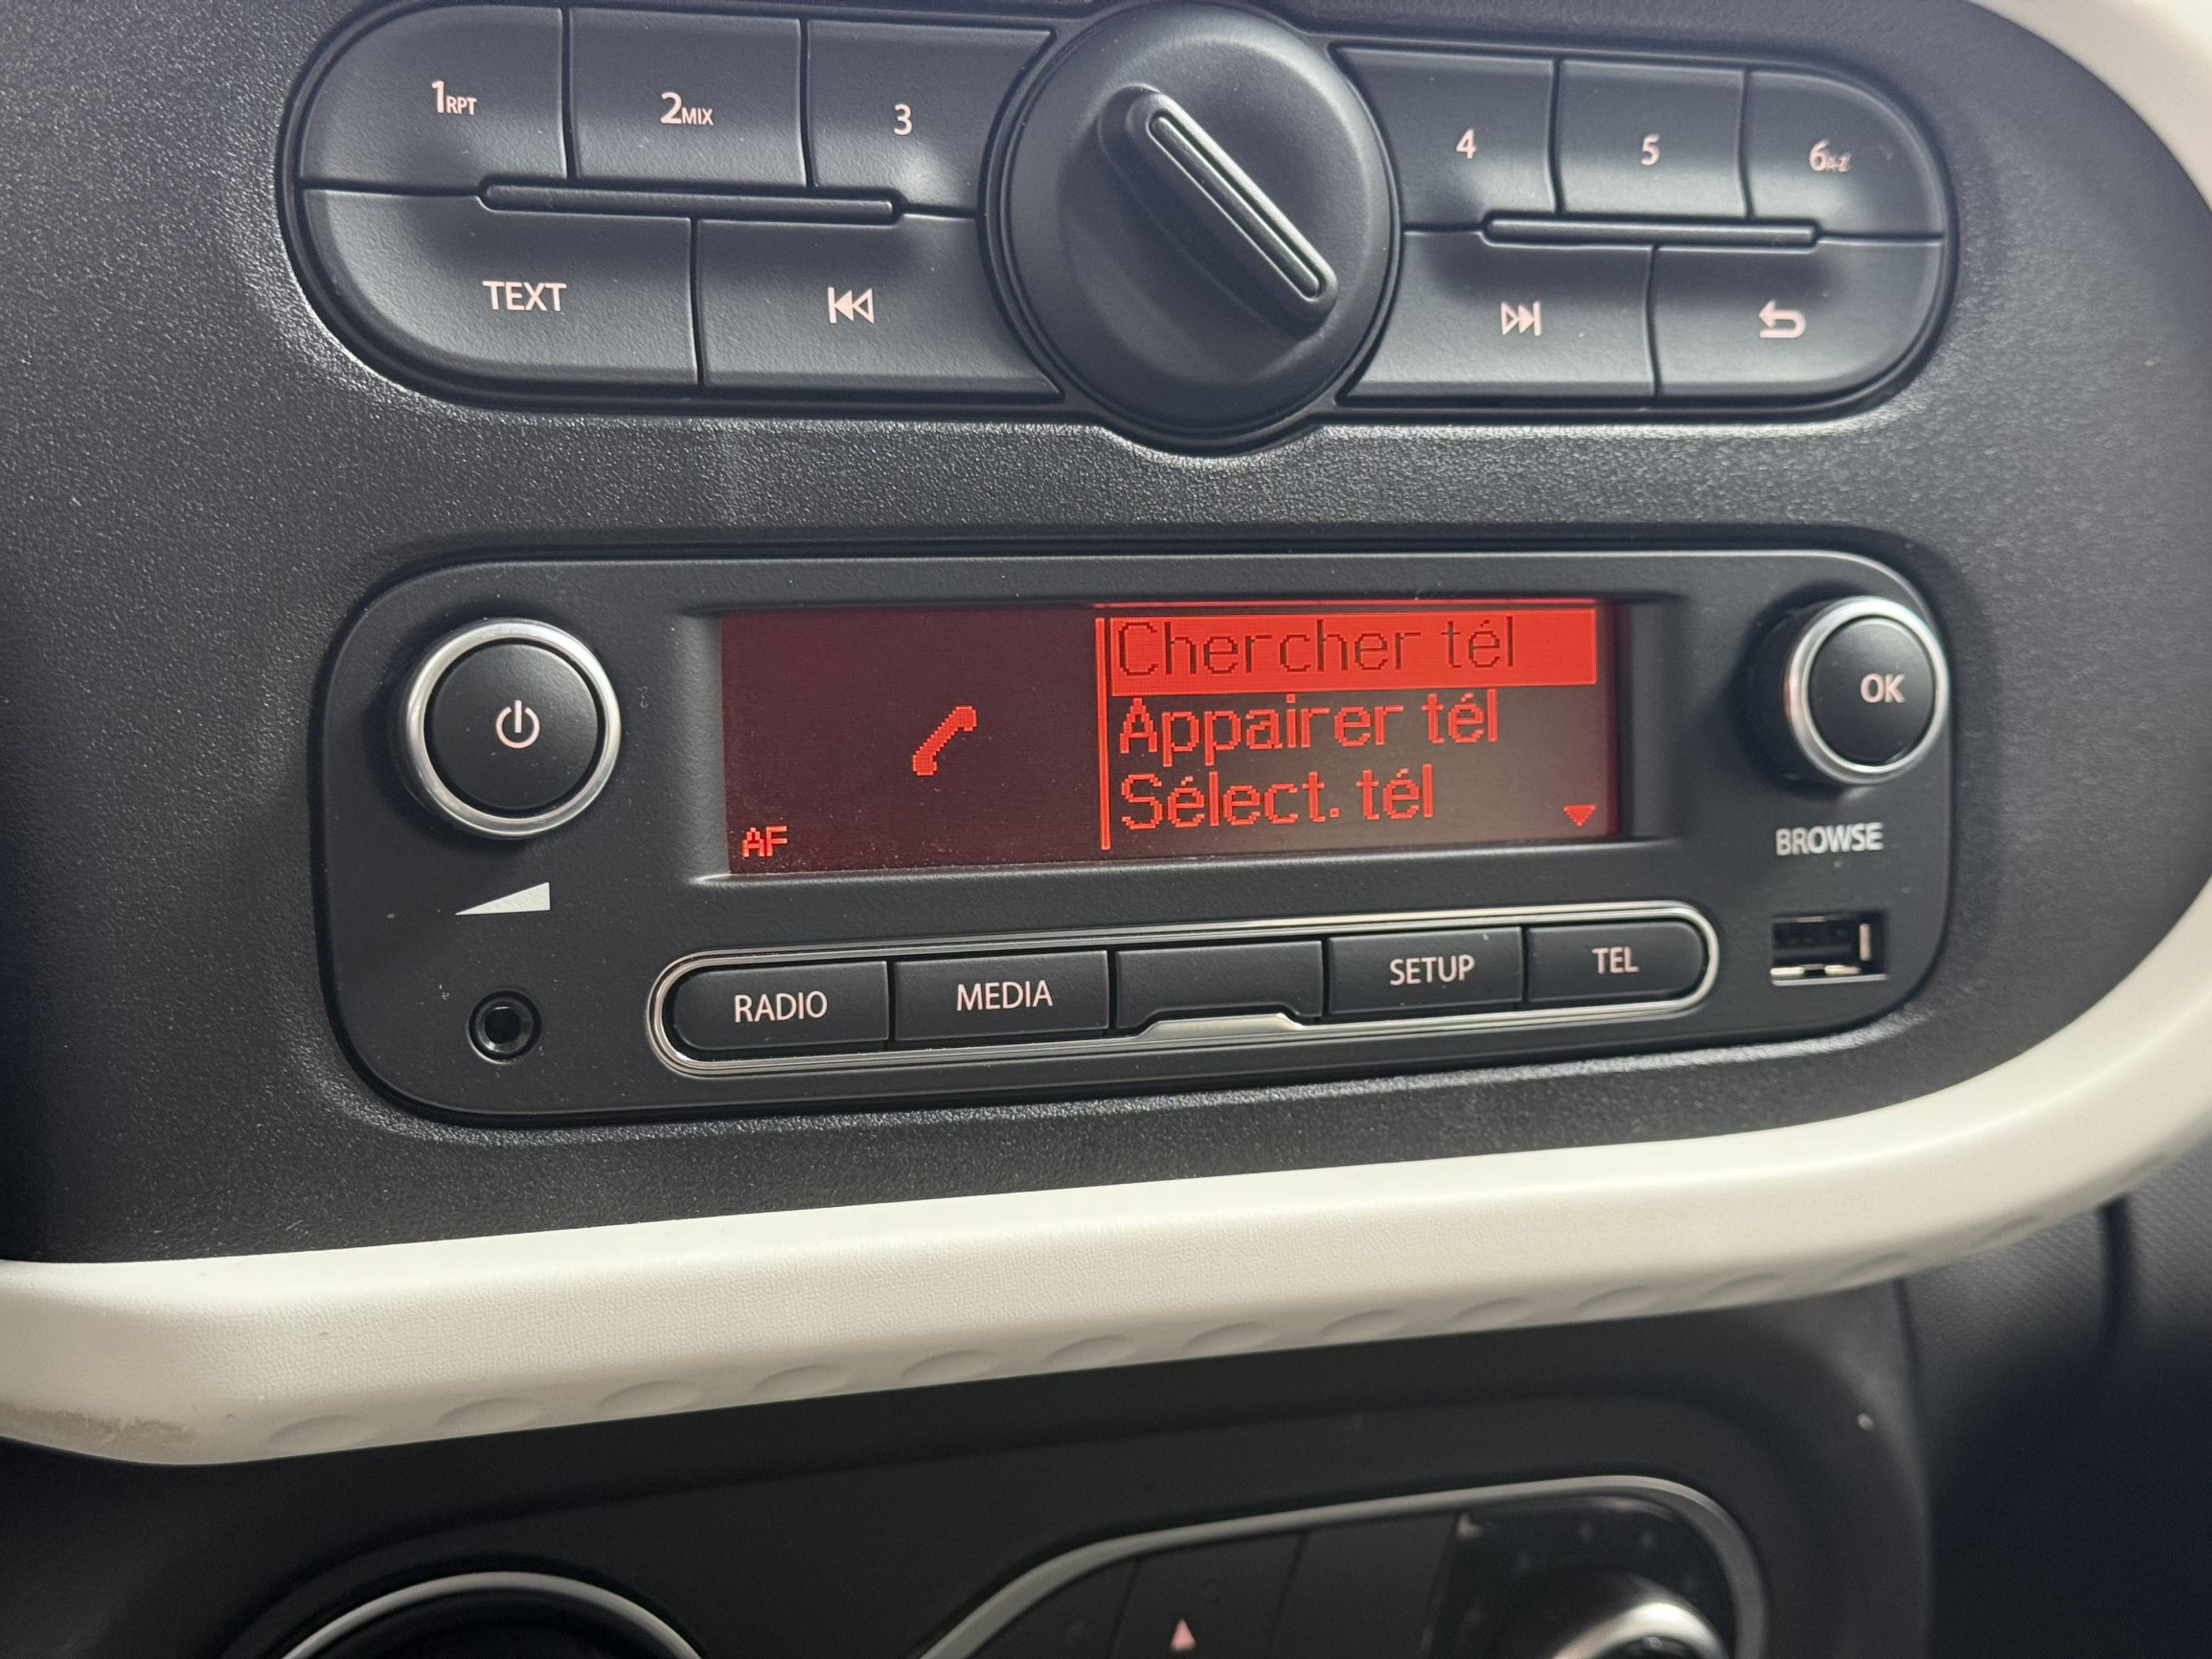 1RPT 2MIX 3 4 5
TEXT
Chercher tél
Appairer tél
Sélect. tél
AF
OK
BROWSE
RADIO MEDIA SETUP TEL